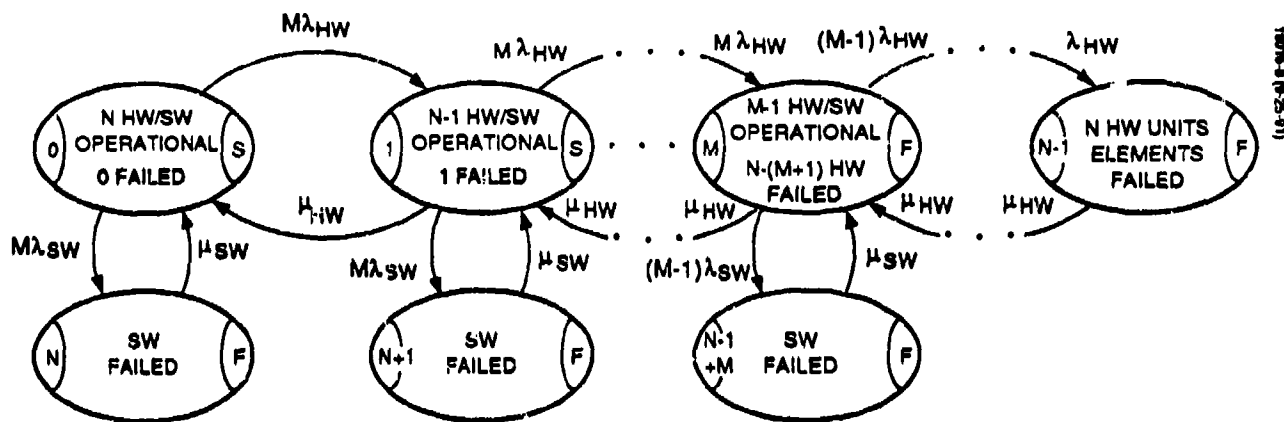 MλHW
MλHW
MλHW
(M-1) λHW
λHW
0
N HW/SW
OPERATIONAL
0 FAILED
S
1
N-1 HW/SW
OPERATIONAL
1 FAILED
S
M
M-1 HW/SW
OPERATIONAL
N-(M+1) HW
FAILED
F
N-1
N HW UNITS
ELEMENTS
FAILED
F
μHW
μHW
μHW
μHW
μHW
MλSW
μSW
MλSW
μSW
(M-1)λSW
μSW
N
SW
FAILED
F
N+1
SW
FAILED
F
N-1
+M
SW
FAILED
F